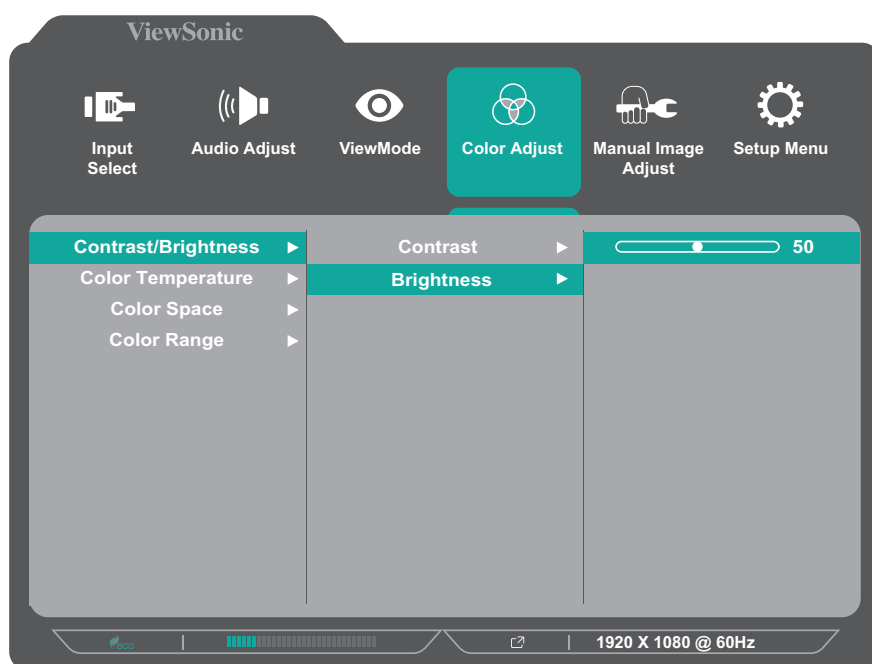 ViewSonic
Input
Select
Audio Adjust
ViewMode
Color Adjust
Manual Image
Adjust
Setup Menu
Contrast/Brightness
Contrast
50
Color Temperature
Brightness
Color Space
Color Range
eco
1920 X 1080 @ 60Hz